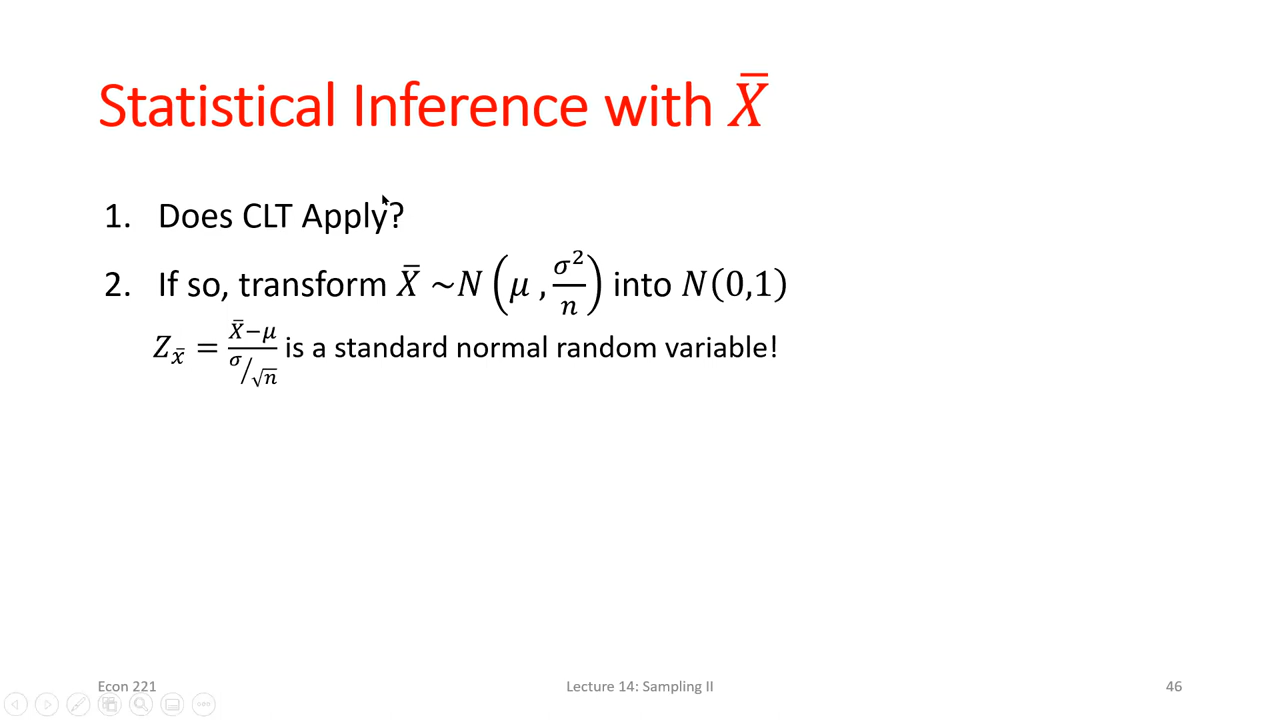 Statistical Inference with X̄
1. Does CLT Apply?
2. If so, transform X̄ ~N(μ, σ²/n) into N(0,1)
Z_x̄ = (X̄−μ)/(σ/√n) is a standard normal random variable!
Econ 221 Lecture 14: Sampling II 46